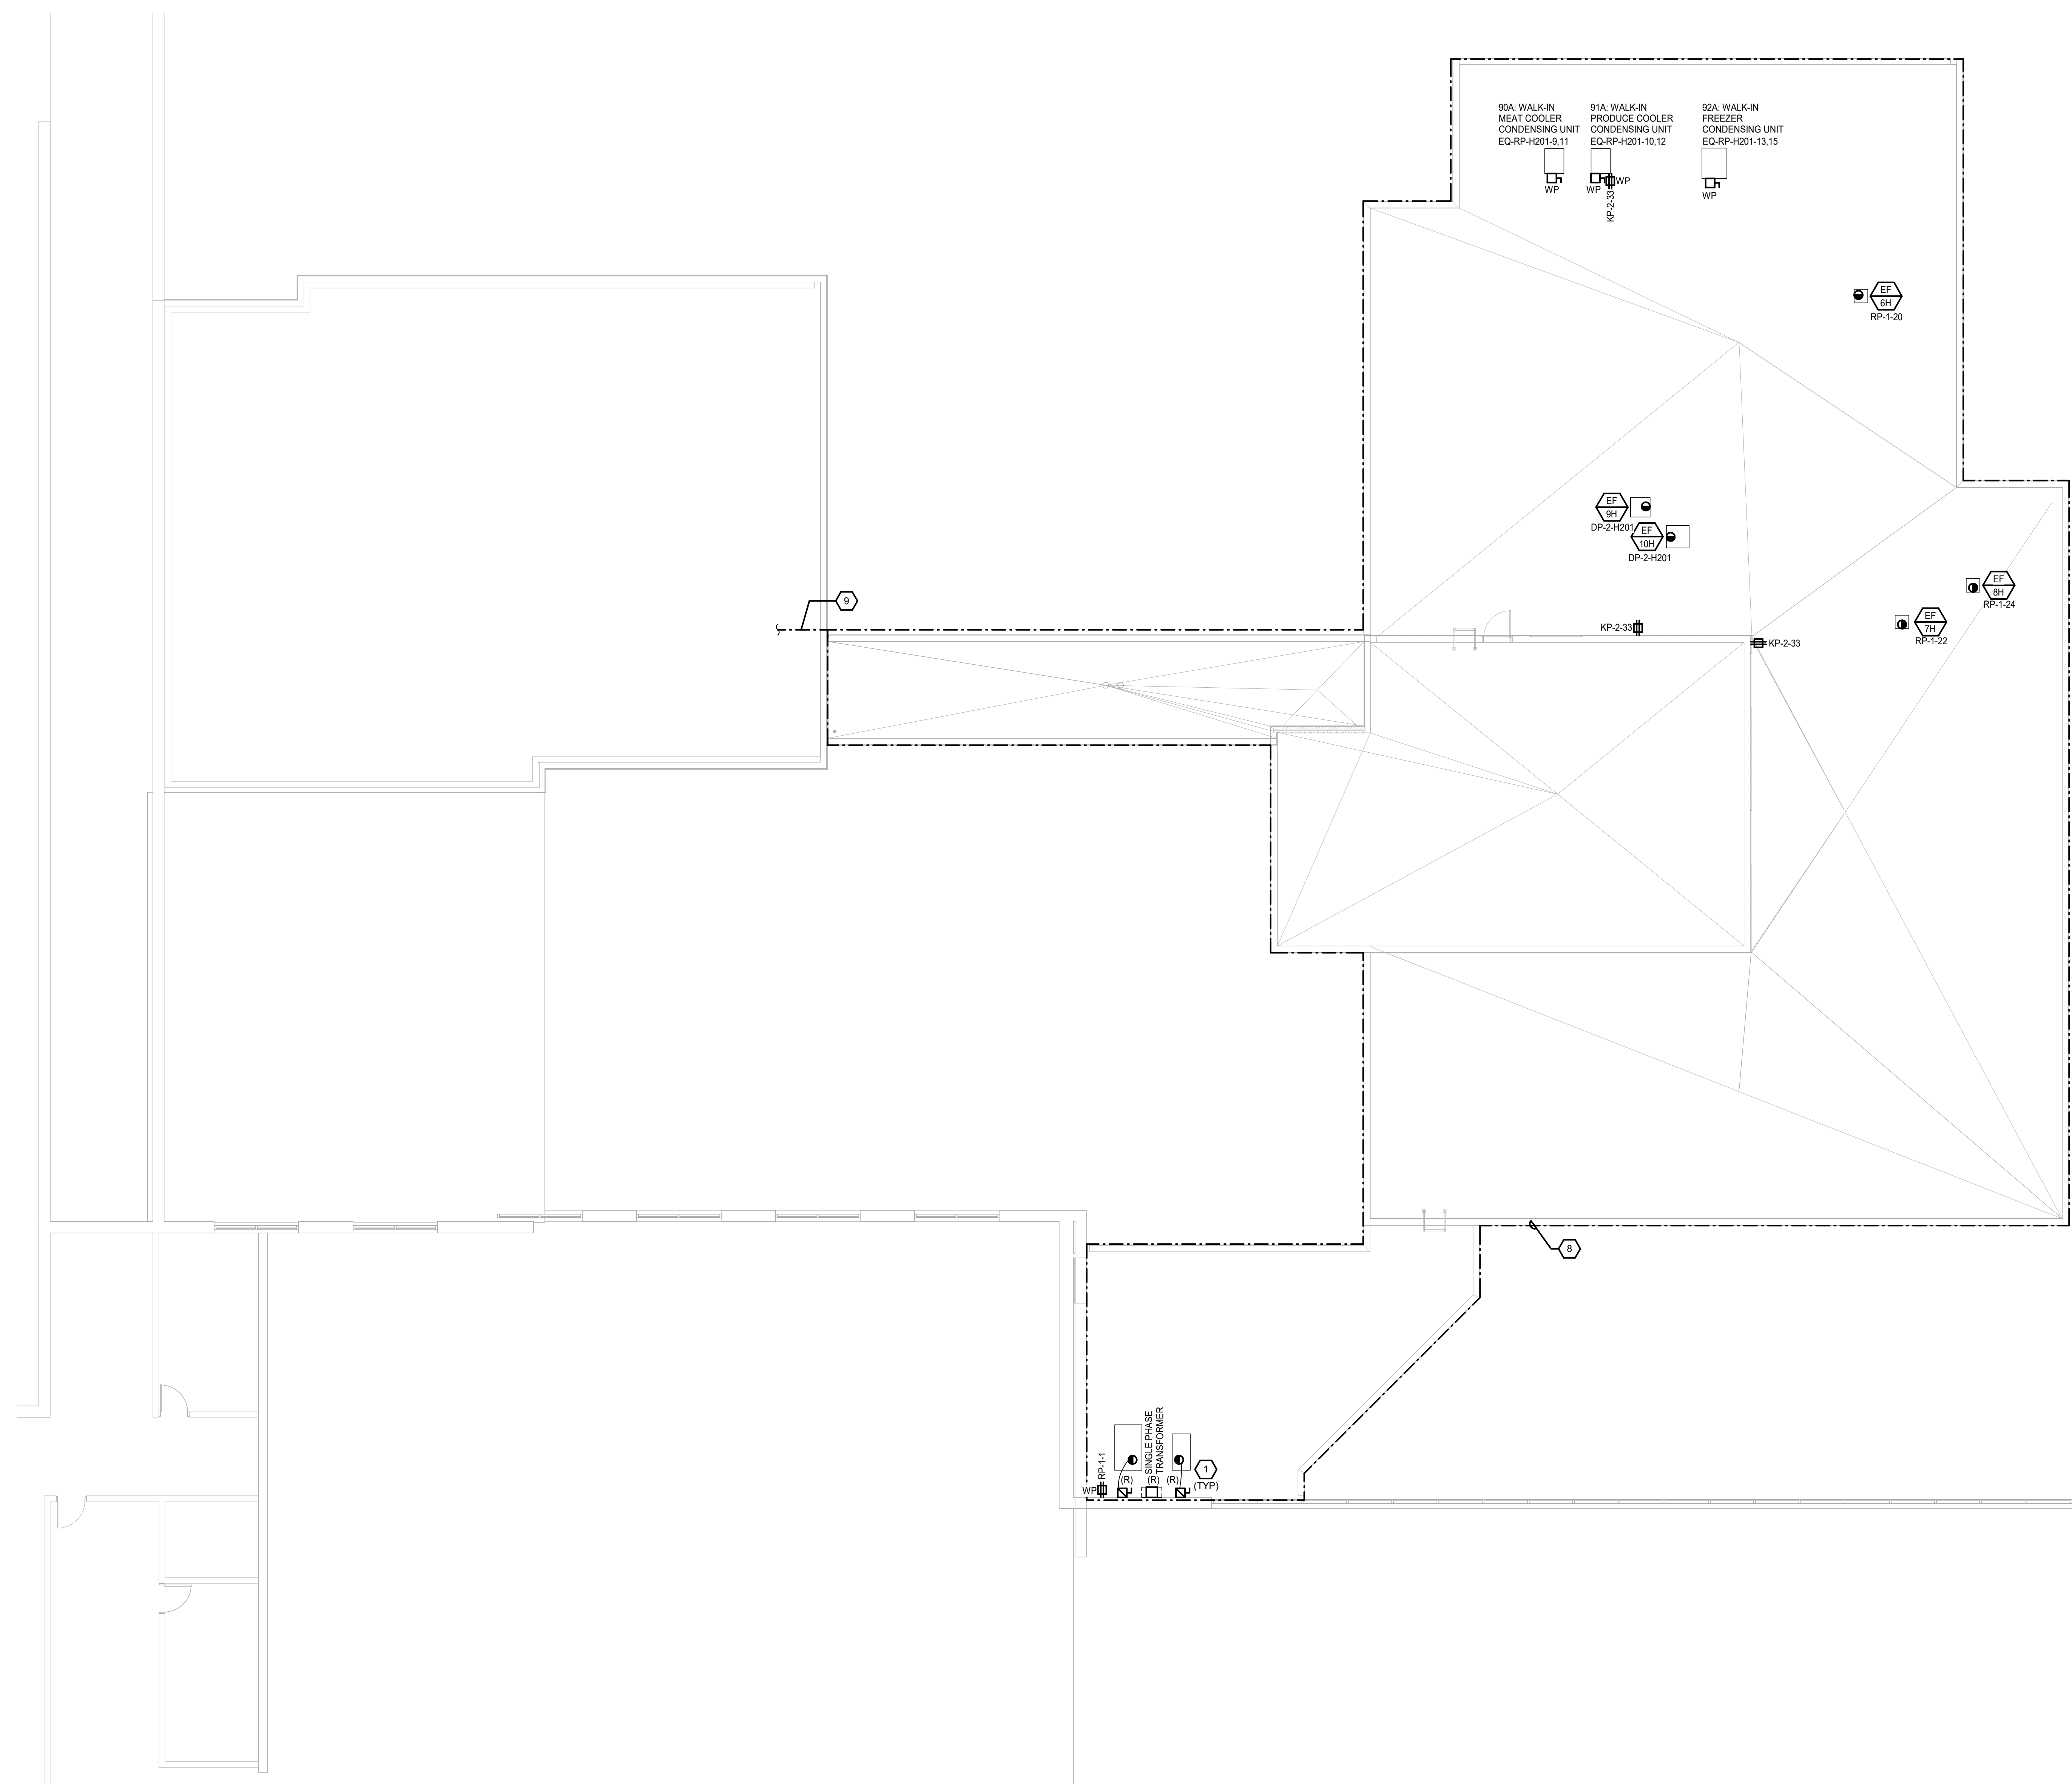 90A: WALK-IN
MEAT COOLER
CONDENSING UNIT
EQ-RP-H201-9,11
91A: WALK-IN
PRODUCE COOLER
CONDENSING UNIT
EQ-RP-H201-10,12
92A: WALK-IN
FREEZER
CONDENSING UNIT
EQ-RP-H201-13,15
WP
WP
WP
KP-2-33
WP
EF
6H
RP-1-20
EF
9H
DP-2-H201
EF
10H
DP-2-H201
EF
8H
RP-1-24
EF
7H
RP-1-22
9
KP-2-33
KP-2-33
8
WP
RP-1-1
(R)
SINGLE PHASE
TRANSFORMER
(R)
(R)
1
(TYP)